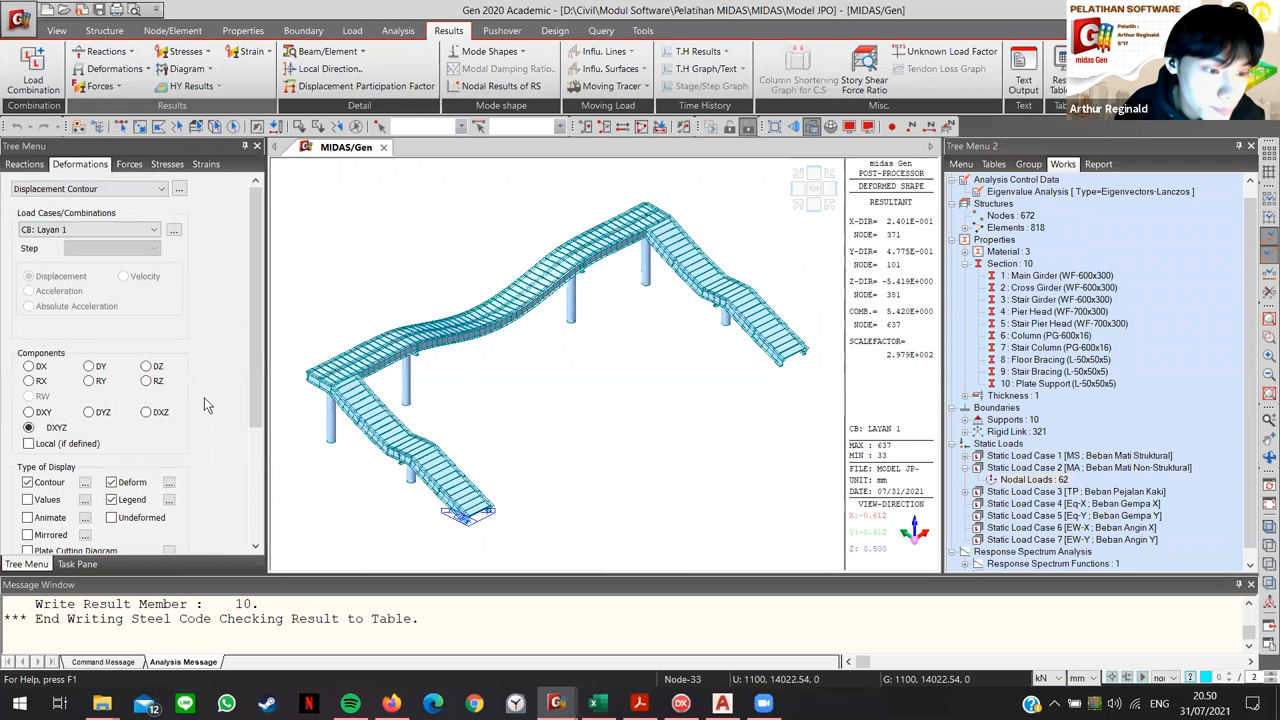 Gen 2020 Academic - [D:\Civil\Modul Software\Pelatihan MIDAS\MIDAS\Model JPO] - [MIDAS/Gen]
View Structure Node/Element Properties Boundary Load Analysis Results Pushover Design Query Tools
PELATIHAN SOFTWARE
Pelatih :
Arthur Reginald
S'17
midas Gen
Arthur Reginald
Load
Combination
Combination
Reactions
Deformations
Forces
Stresses
Diagram
HY Results
Strain
Results
Beam/Element
Local Direction
Displacement Participation Factor
Detail
Mode Shapes
Modal Damping Ratio..
Nodal Results of RS
Mode shape
Influ. Lines
Influ. Surfaces
Moving Tracer
Moving Load
T.H Results
T.H Graph/Text
Stage/Step Graph
Time History
Column Shortening
Graph for C.S
Story Shear
Force Ratio
Unknown Load Factor
Tendon Loss Graph
Misc.
Text
Output
Text
Tree Menu
Reactions Deformations Forces Stresses Strains
Displacement Contour
Load Cases/Combinations
CB: Layan 1
Step
Displacement Velocity
Acceleration
Absolute Acceleration
Components
DX DY DZ
RX RY RZ
RW
DXY DYZ DXZ
DXYZ
Local (if defined)
Type of Display
Contour Deform
Values Legend
Animate Undeformed
Mirrored
Plate Cutting Diagram
Tree Menu Task Pane
MIDAS/Gen
TOP
midas Gen
POST-PROCESSOR
DEFORMED SHAPE
RESULTANT
X-DIR= 2.401E-001
NODE= 371
Y-DIR= 4.775E-001
NODE= 101
Z-DIR= -5.419E+000
NODE= 381
COMB.= 5.420E+000
NODE= 637
SCALEFACTOR=
2.979E+002
CB: LAYAN 1
MAX : 637
MIN : 33
FILE: MODEL JP~
UNIT: mm
DATE: 07/31/2021
VIEW-DIRECTION
X:-0.612
Y:-0.612
Z: 0.500
Tree Menu 2
Menu Tables Group Works Report
Analysis Control Data
Eigenvalue Analysis [ Type=Eigenvectors-Lanczos ]
Structures
Nodes : 672
Elements : 818
Properties
Material : 3
Section : 10
1 : Main Girder (WF-600x300)
2 : Cross Girder (WF-600x300)
3 : Stair Girder (WF-600x300)
4 : Pier Head (WF-700x300)
5 : Stair Pier Head (WF-700x300)
6 : Column (PG-600x16)
7 : Stair Column (PG-600x16)
8 : Floor Bracing (L-50x50x5)
9 : Stair Bracing (L-50x50x5)
10 : Plate Support (L-50x50x5)
Thickness : 1
Boundaries
Supports : 10
Rigid Link : 321
Static Loads
Static Load Case 1 [MS ; Beban Mati Struktural]
Static Load Case 2 [MA ; Beban Mati Non-Struktural]
Nodal Loads : 62
Static Load Case 3 [TP ; Beban Pejalan Kaki]
Static Load Case 4 [Eq-X ; Beban Gempa X]
Static Load Case 5 [Eq-Y ; Beban Gempa Y]
Static Load Case 6 [EW-X ; Beban Angin X]
Static Load Case 7 [EW-Y ; Beban Angin Y]
Response Spectrum Analysis
Response Spectrum Functions : 1
Message Window
Write Result Member : 10.
*** End Writing Steel Code Checking Result to Table.
Command Message Analysis Message
For Help, press F1
Node-33
U: 1100, 14022.54, 0
G: 1100, 14022.54, 0
kN mm
2
12
ENG
20.50
31/07/2021